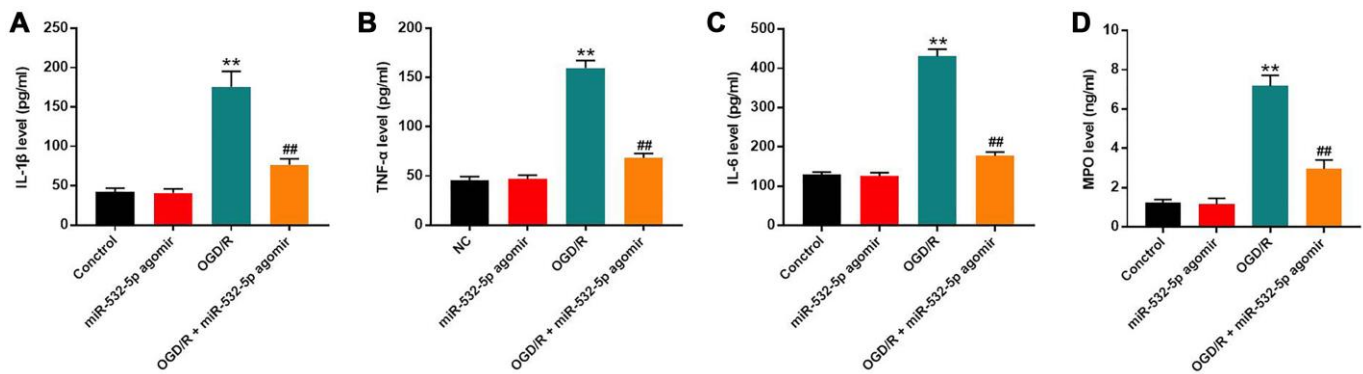 A
IL-1β level (pg/ml)
250
200
150
100
50
0
**
##
Conctrol
miR-532-5p agomir
OGD/R
OGD/R + miR-532-5p agomir
B
TNF-α level (pg/ml)
200
150
100
50
0
**
##
NC
miR-532-5p agomir
OGD/R
OGD/R + miR-532-5p agomir
C
IL-6 level (pg/ml)
500
400
300
200
100
0
**
##
Conctrol
miR-532-5p agomir
OGD/R
OGD/R + miR-532-5p agomir
D
MPO level (ng/ml)
10
8
6
4
2
0
**
##
Conctrol
miR-532-5p agomir
OGD/R
OGD/R + miR-532-5p agomir